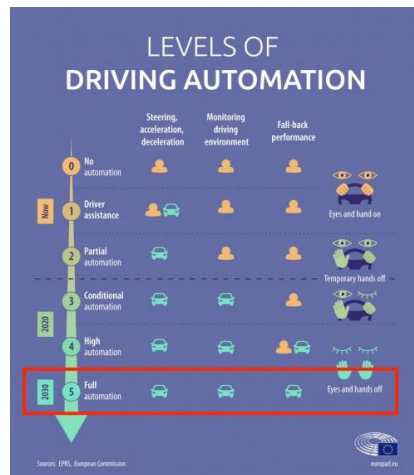 LEVELS OF
DRIVING AUTOMATION
Steering,
acceleration,
deceleration
Monitoring
driving
environment
Fall-back
performance
0
No
automation
Now
1
Driver
assistance
Eyes and hand on
2
Partial
automation
Temporary hands off
2020
3
Conditional
automation
4
High
automation
2030
5
Full
automation
Eyes and hands off
Sources: EPRS, European Commission
europarl.eu